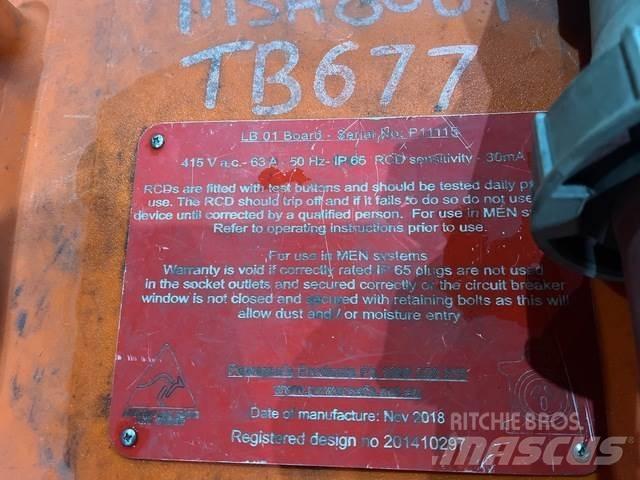 TB677
LB 01 Board - Serial No: P11115
415 V a.c.- 63 A - 50 Hz- IP 65 RCD sensitivity - 30mA
RCDs are fitted with test buttons and should be tested daily
use. The RCD should trip off and if it fails to do so do not use
device until corrected by a qualified person. For use in MEN
Refer to operating instructions prior to use.
For use in MEN systems
Warranty is void if correctly rated IP 65 plugs are not used
in the socket outlets and secured correctly or the circuit breaker
window is not closed and secured with retaining bolts as this will
allow dust and / or moisture entry
Date of manufacture: Nov 2018
Registered design no 201410297
RITCHIE BROS.
MASCUS